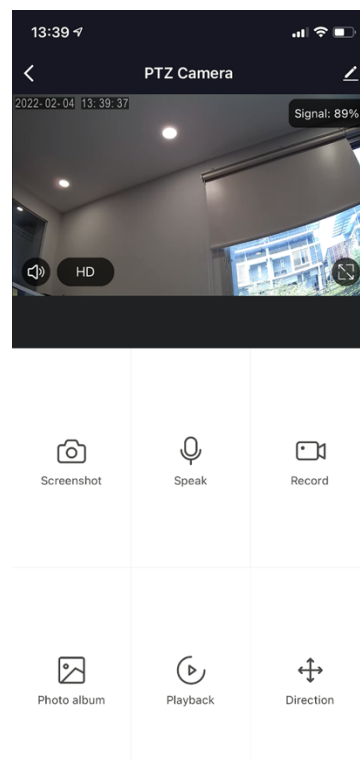 13:39
PTZ Camera
2022-02-04 13:39:37
Signal: 89%
HD
Screenshot Speak Record
Photo album Playback Direction